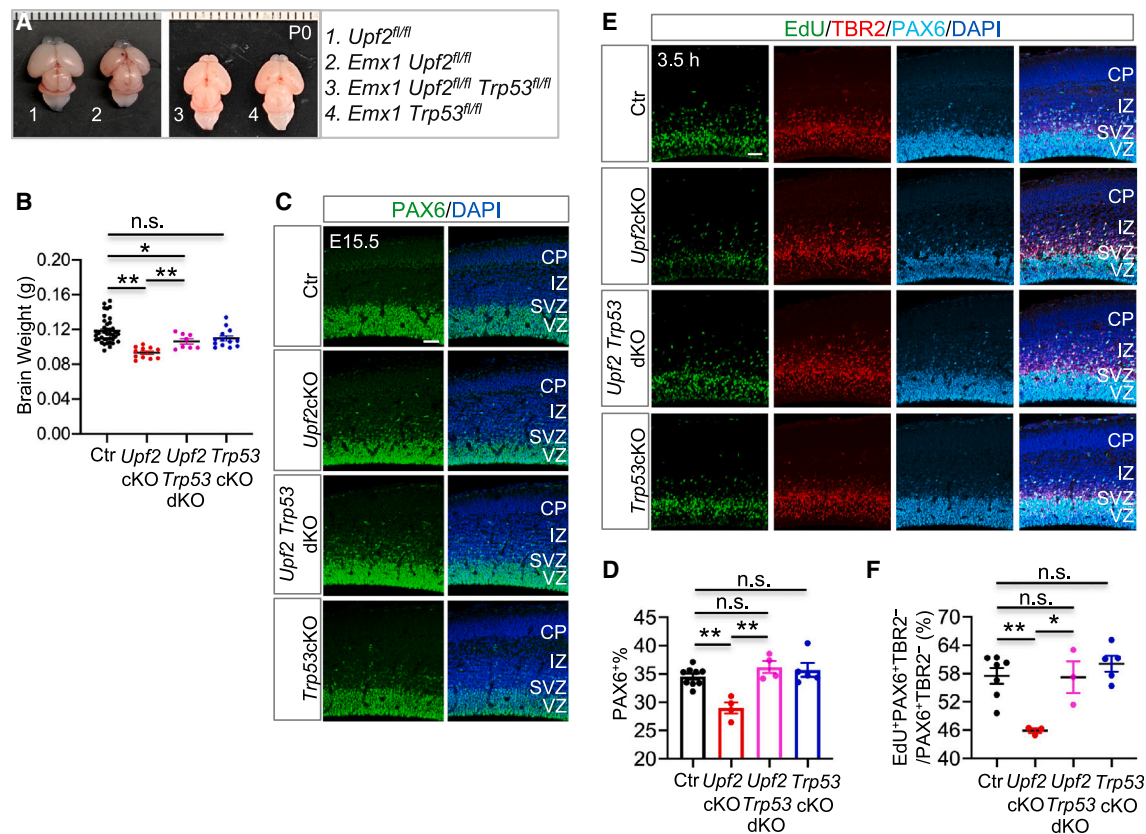 A
P0
1 2 3 4
1. Upf2fl/fl
2. Emx1 Upf2fl/fl
3. Emx1 Upf2fl/fl Trp53fl/fl
4. Emx1 Trp53fl/fl
B
n.s.
*
** **
Brain Weight (g)
0.20
0.16
0.12
0.08
0.04
0.00
Ctr Upf2 cKO Upf2 Trp53 dKO Trp53 cKO
C
PAX6/DAPI
E15.5
Ctr
CP
IZ
SVZ
VZ
Upf2cKO
CP
IZ
SVZ
VZ
Upf2 Trp53 dKO
CP
IZ
SVZ
VZ
Trp53cKO
CP
IZ
SVZ
VZ
E
EdU/TBR2/PAX6/DAPI
3.5 h
Ctr
CP
IZ
SVZ
VZ
Upf2cKO
CP
IZ
SVZ
VZ
Upf2 Trp53 dKO
CP
IZ
SVZ
VZ
Trp53cKO
CP
IZ
SVZ
VZ
D
n.s.
n.s.
** **
PAX6+%
45
40
35
30
25
20
Ctr Upf2 cKO Upf2 Trp53 dKO Trp53 cKO
F
n.s.
n.s.
** *
EdU+PAX6+TBR2−
/PAX6+TBR2− (%)
70
64
58
52
46
40
Ctr Upf2 cKO Upf2 Trp53 dKO Trp53 cKO